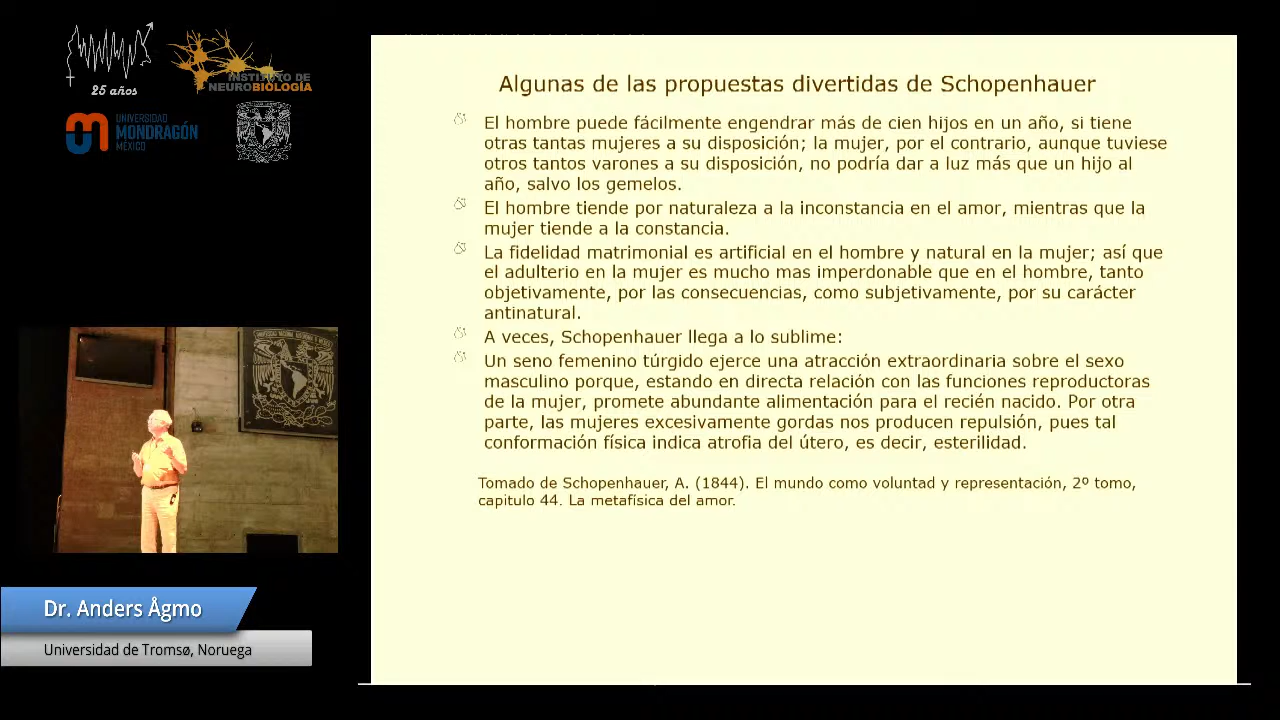 25 años
INSTITUTO DE
NEUROBIOLOGÍA
UNIVERSIDAD
MONDRAGÓN
MÉXICO
Algunas de las propuestas divertidas de Schopenhauer
El hombre puede fácilmente engendrar más de cien hijos en un año, si tiene
otras tantas mujeres a su disposición; la mujer, por el contrario, aunque tuviese
otros tantos varones a su disposición, no podría dar a luz más que un hijo al
año, salvo los gemelos.
El hombre tiende por naturaleza a la inconstancia en el amor, mientras que la
mujer tiende a la constancia.
La fidelidad matrimonial es artificial en el hombre y natural en la mujer; así que
el adulterio en la mujer es mucho mas imperdonable que en el hombre, tanto
objetivamente, por las consecuencias, como subjetivamente, por su carácter
antinatural.
A veces, Schopenhauer llega a lo sublime:
Un seno femenino túrgido ejerce una atracción extraordinaria sobre el sexo
masculino porque, estando en directa relación con las funciones reproductoras
de la mujer, promete abundante alimentación para el recién nacido. Por otra
parte, las mujeres excesivamente gordas nos producen repulsión, pues tal
conformación física indica atrofia del útero, es decir, esterilidad.
Tomado de Schopenhauer, A. (1844). El mundo como voluntad y representación, 2º tomo,
capitulo 44. La metafísica del amor.
Dr. Anders Ågmo
Universidad de Tromsø, Noruega